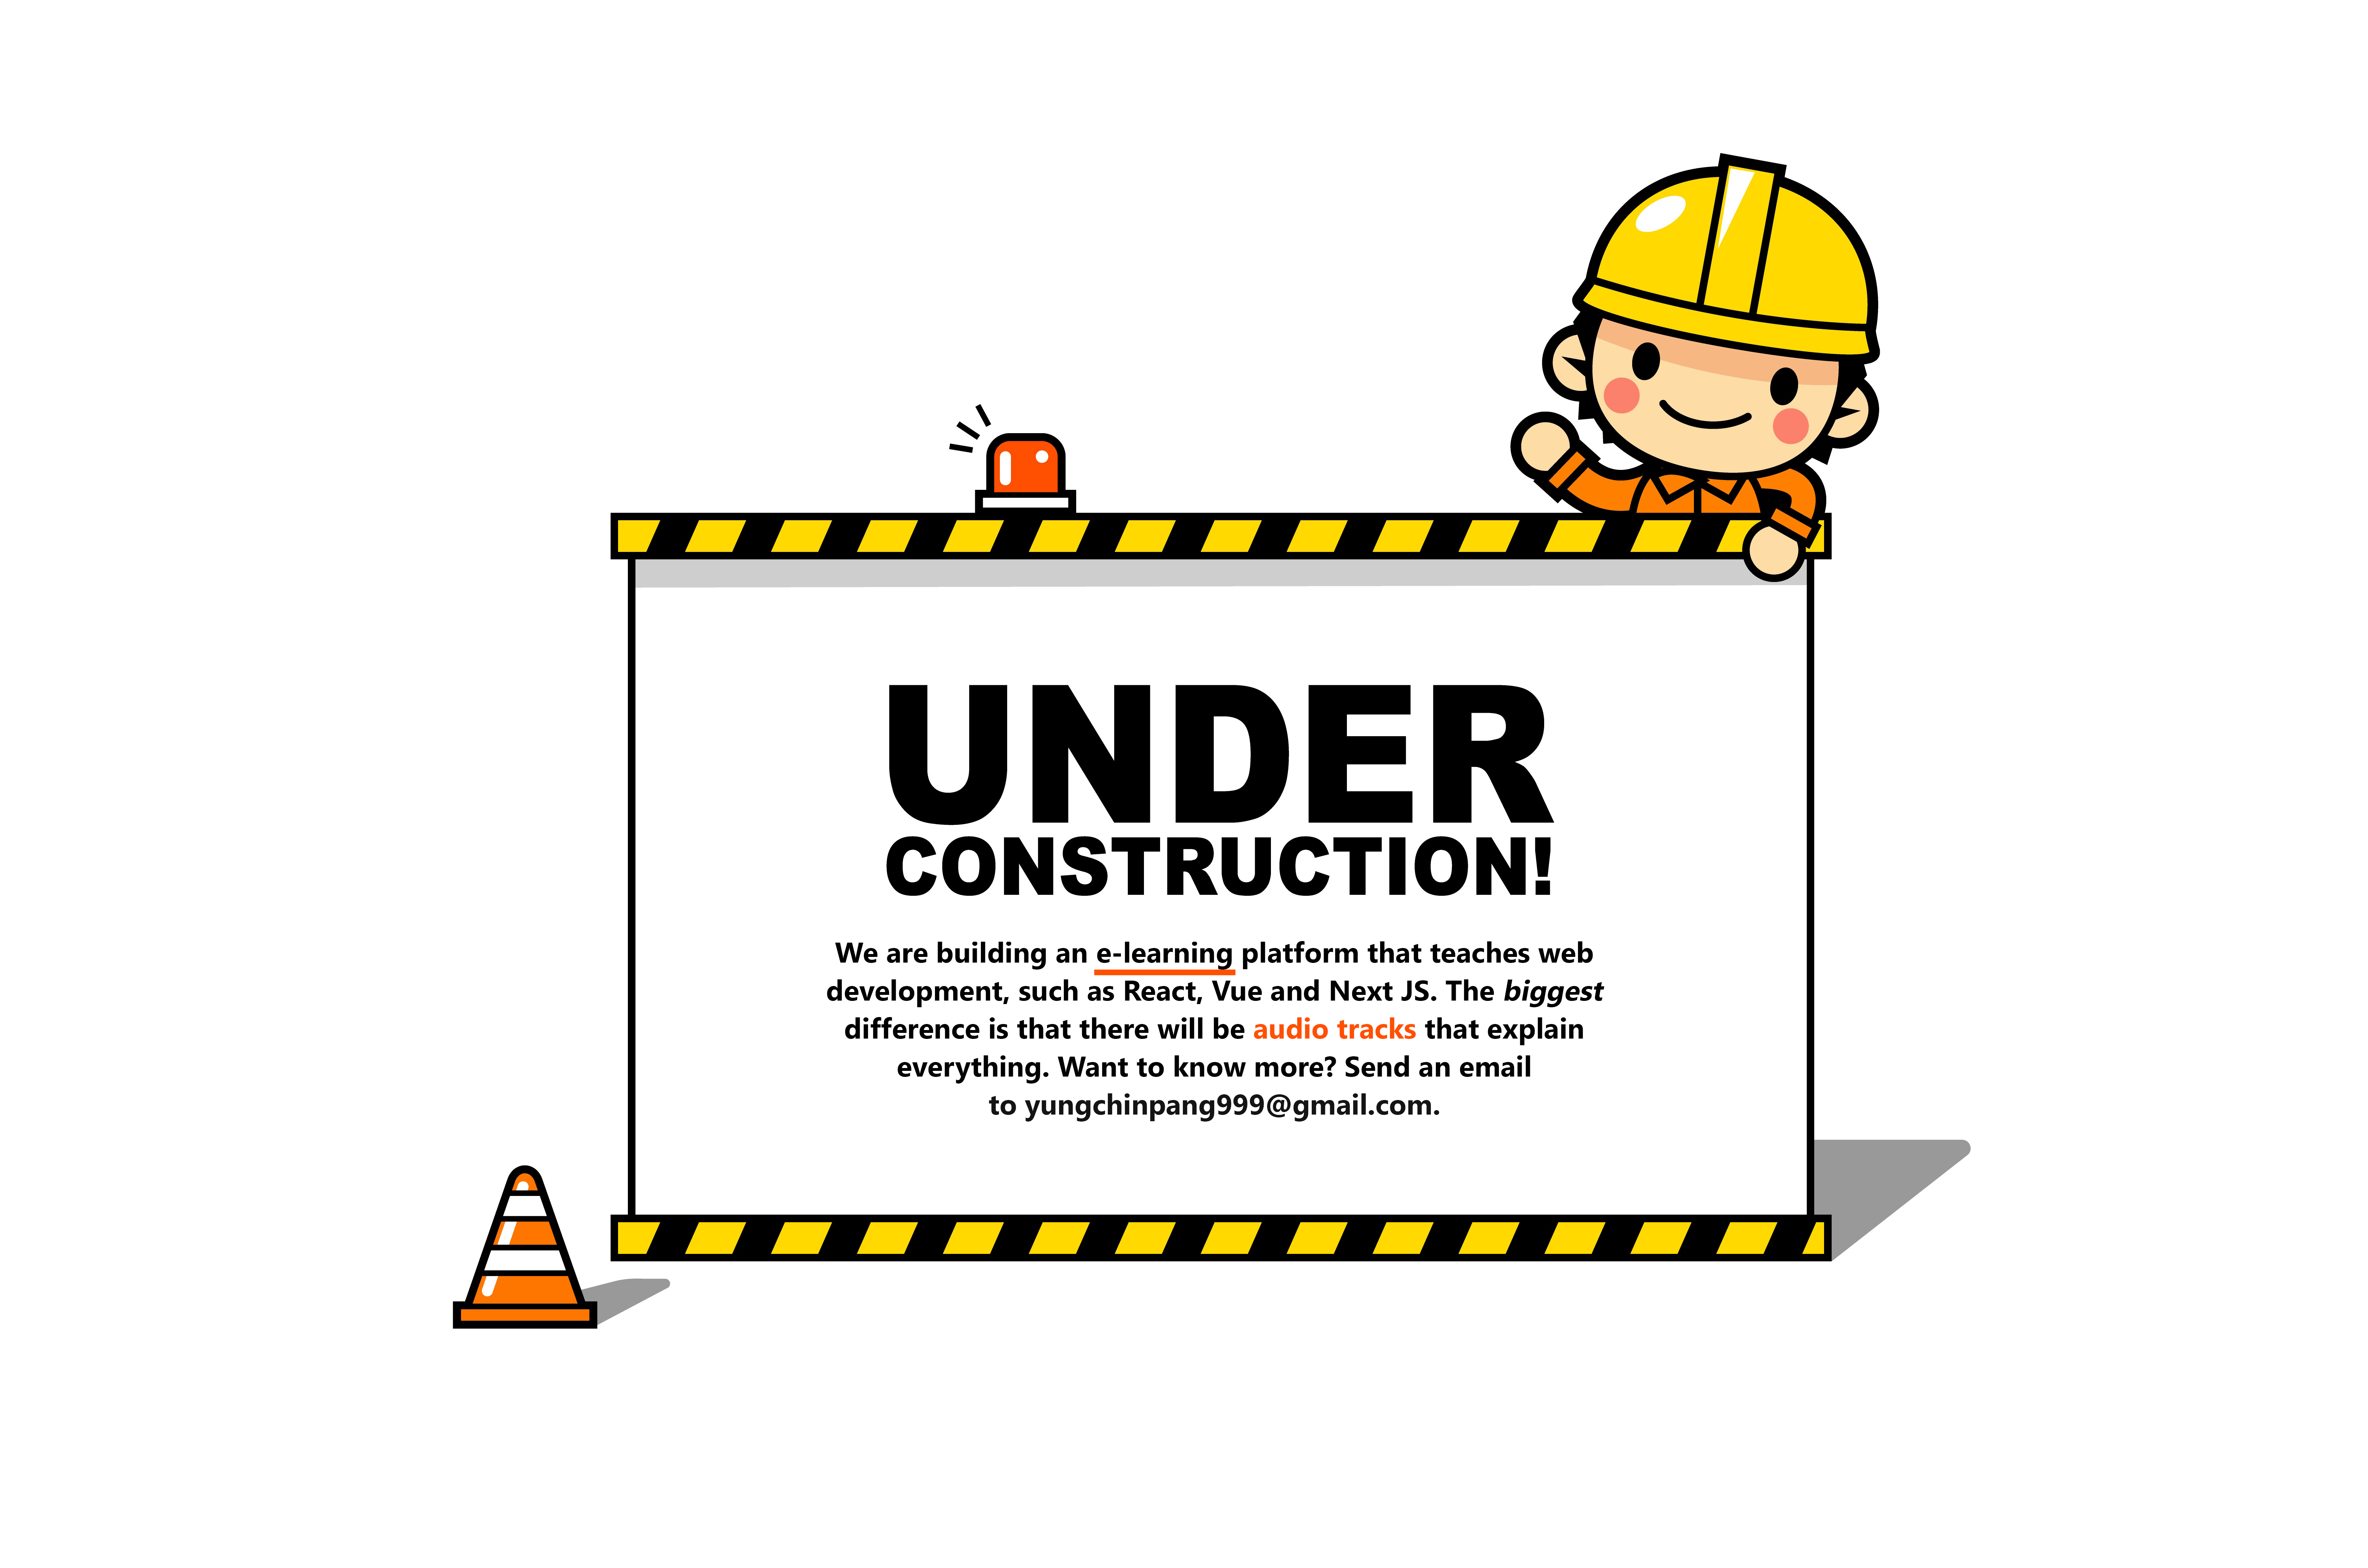 UNDER
CONSTRUCTION!
We are building an e-learning platform that teaches web
development, such as React, Vue and Next JS. The biggest
difference is that there will be audio tracks that explain
everything. Want to know more? Send an email
to yungchinpang999@gmail.com.